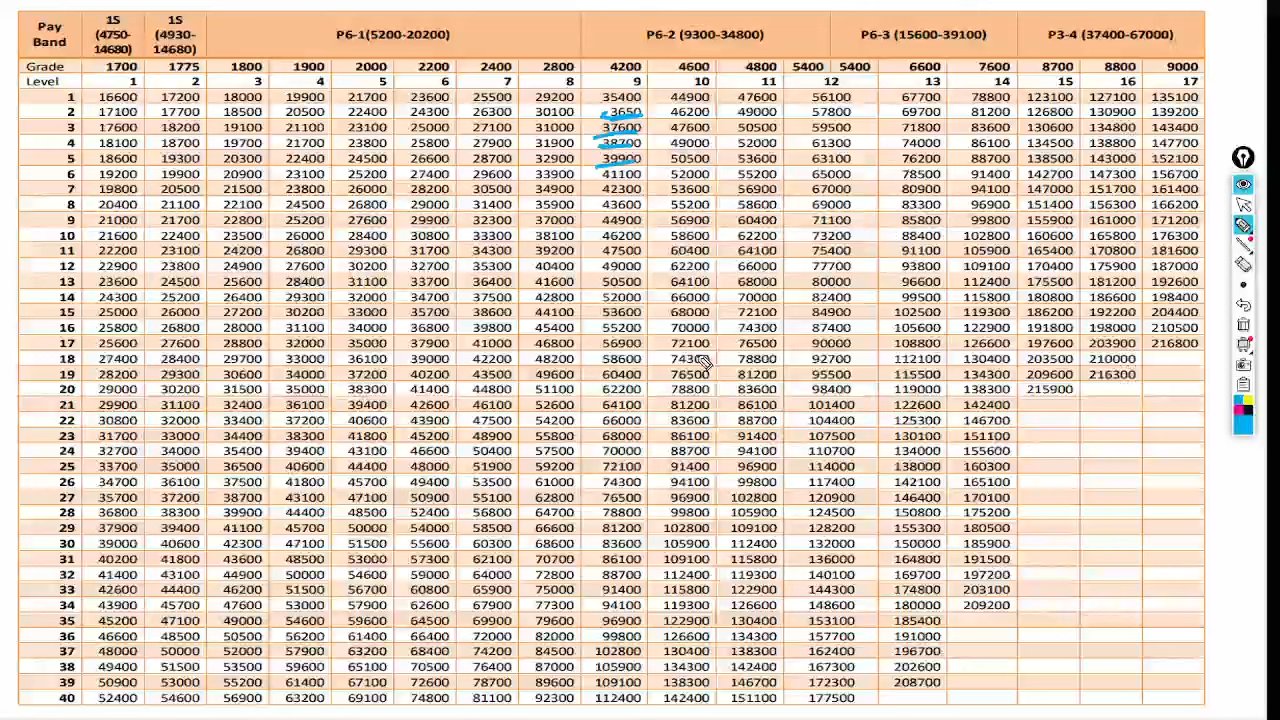 Pay Band 1S (4750-14680) 1S (4930-14680) P6-1(5200-20200) P6-2 (9300-34800) P6-3 (15600-39100) P3-4 (37400-67000)
Grade 1700 1775 1800 1900 2000 2200 2400 2800 4200 4600 4800 5400 5400 6600 7600 8700 8800 9000
Level 1 2 3 4 5 6 7 8 9 10 11 12 13 14 15 16 17
1 16600 17200 18000 19900 21700 23600 25500 29200 35400 44900 47600 56100 67700 78800 123100 127100 135100
2 17100 17700 18500 20500 22400 24300 26300 30100 3650 46200 49000 57800 69700 81200 126800 130900 139200
3 17600 18200 19100 21100 23100 25000 27100 31000 37600 47600 50500 59500 71800 83600 130600 134800 143400
4 18100 18700 19700 21700 23800 25800 27900 31900 38700 49000 52000 61300 74000 86100 134500 138800 147700
5 18600 19300 20300 22400 24500 26600 28700 32900 39900 50500 53600 63100 76200 88700 138500 143000 152100
6 19200 19900 20900 23100 25200 27400 29600 33900 41100 52000 55200 65000 78500 91400 142700 147300 156700
7 19800 20500 21500 23800 26000 28200 30500 34900 42300 53600 56900 67000 80900 94100 147000 151700 161400
8 20400 21100 22100 24500 26800 29000 31400 35900 43600 55200 58600 69000 83300 96900 151400 156300 166200
9 21000 21700 22800 25200 27600 29900 32300 37000 44900 56900 60400 71100 85800 99800 155900 161000 171200
10 21600 22400 23500 26000 28400 30800 33300 38100 46200 58600 62200 73200 88400 102800 160600 165800 176300
11 22200 23100 24200 26800 29300 31700 34300 39200 47500 60400 64100 75400 91100 105900 165400 170800 181600
12 22900 23800 24900 27600 30200 32700 35300 40400 49000 62200 66000 77700 93800 109100 170400 175900 187000
13 23600 24500 25600 28400 31100 33700 36400 41600 50500 64100 68000 80000 96600 112400 175500 181200 192600
14 24300 25200 26400 29300 32000 34700 37500 42800 52000 66000 70000 82400 99500 115800 180800 186600 198400
15 25000 26000 27200 30200 33000 35700 38600 44100 53600 68000 72100 84900 102500 119300 186200 192200 204400
16 25800 26800 28000 31100 34000 36800 39800 45400 55200 70000 74300 87400 105600 122900 191800 198000 210500
17 25600 27600 28800 32000 35000 37900 41000 46800 56900 72100 76500 90000 108800 126600 197600 203900 216800
18 27400 28400 29700 33000 36100 39000 42200 48200 58600 74300 78800 92700 112100 130400 203500 210000
19 28200 29300 30600 34000 37200 40200 43500 49600 60400 76500 81200 95500 115500 134300 209600 216300
20 29000 30200 31500 35000 38300 41400 44800 51100 62200 78800 83600 98400 119000 138300 215900
21 29900 31100 32400 36100 39400 42600 46100 52600 64100 81200 86100 101400 122600 142400
22 30800 32000 33400 37200 40600 43900 47500 54200 66000 83600 88700 104400 125300 146700
23 31700 33000 34400 38300 41800 45200 48900 55800 68000 86100 91400 107500 130100 151100
24 32700 34000 35400 39400 43100 46600 50400 57500 70000 88700 94100 110700 134000 155600
25 33700 35000 36500 40600 44400 48000 51900 59200 72100 91400 96900 114000 138000 160300
26 34700 36100 37500 41800 45700 49400 53500 61000 74300 94100 99800 117400 142100 165100
27 35700 37200 38700 43100 47100 50900 55100 62800 76500 96900 102800 120900 146400 170100
28 36800 38300 39900 44400 48500 52400 56800 64700 78800 99800 105900 124500 150800 175200
29 37900 39400 41100 45700 50000 54000 58500 66600 81200 102800 109100 128200 155300 180500
30 39000 40600 42300 47100 51500 55600 60300 68600 83600 105900 112400 132000 150000 185900
31 40200 41800 43600 48500 53000 57300 62100 70700 86100 109100 115800 136000 164800 191500
32 41400 43100 44900 50000 54600 59000 64000 72800 88700 112400 119300 140100 169700 197200
33 42600 44400 46200 51500 56700 60800 65900 75000 91400 115800 122900 144300 174800 203100
34 43900 45700 47600 53000 57900 62600 67900 77300 94100 119300 126600 148600 180000 209200
35 45200 47100 49000 54600 59600 64500 69900 79600 96900 122900 130400 153100 185400
36 46600 48500 50500 56200 61400 66400 72000 82000 99800 126600 134300 157700 191000
37 48000 50000 52000 57900 63200 68400 74200 84500 102800 130400 138300 162400 196700
38 49400 51500 53500 59600 65100 70500 76400 87000 105900 134300 142400 167300 202600
39 50900 53000 55200 61400 67100 72600 78700 89600 109100 138300 146700 172300 208700
40 52400 54600 56900 63200 69100 74800 81100 92300 112400 142400 151100 177500